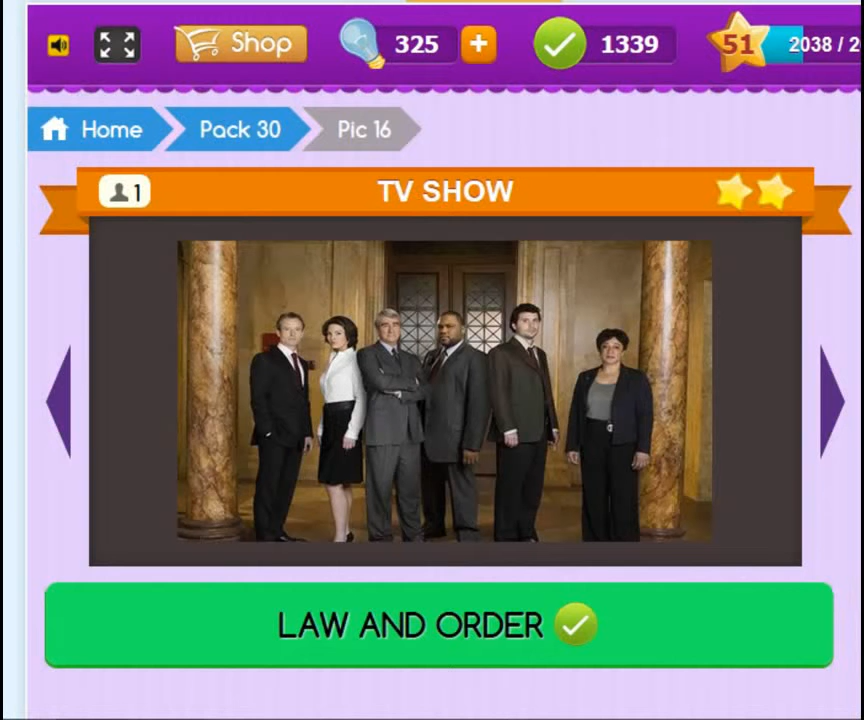 Shop 325 + 1339 51 2038 / 2
Home Pack 30 Pic 16
1 TV SHOW
LAW AND ORDER